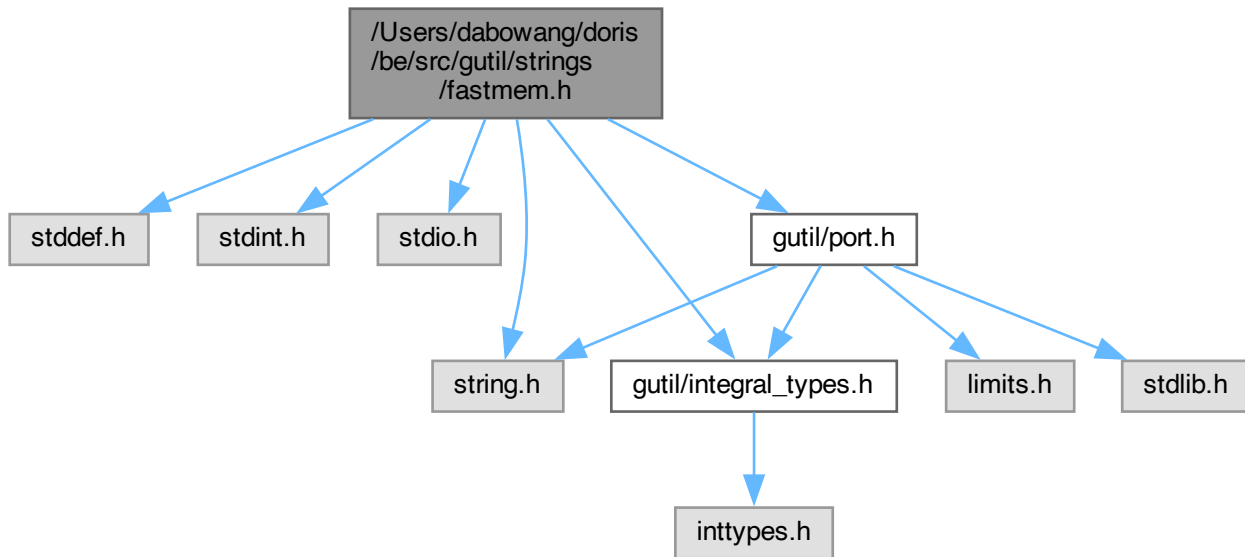 /Users/dabowang/doris
/be/src/gutil/strings
/fastmem.h
stddef.h
stdint.h
stdio.h
gutil/port.h
string.h
gutil/integral_types.h
limits.h
stdlib.h
inttypes.h